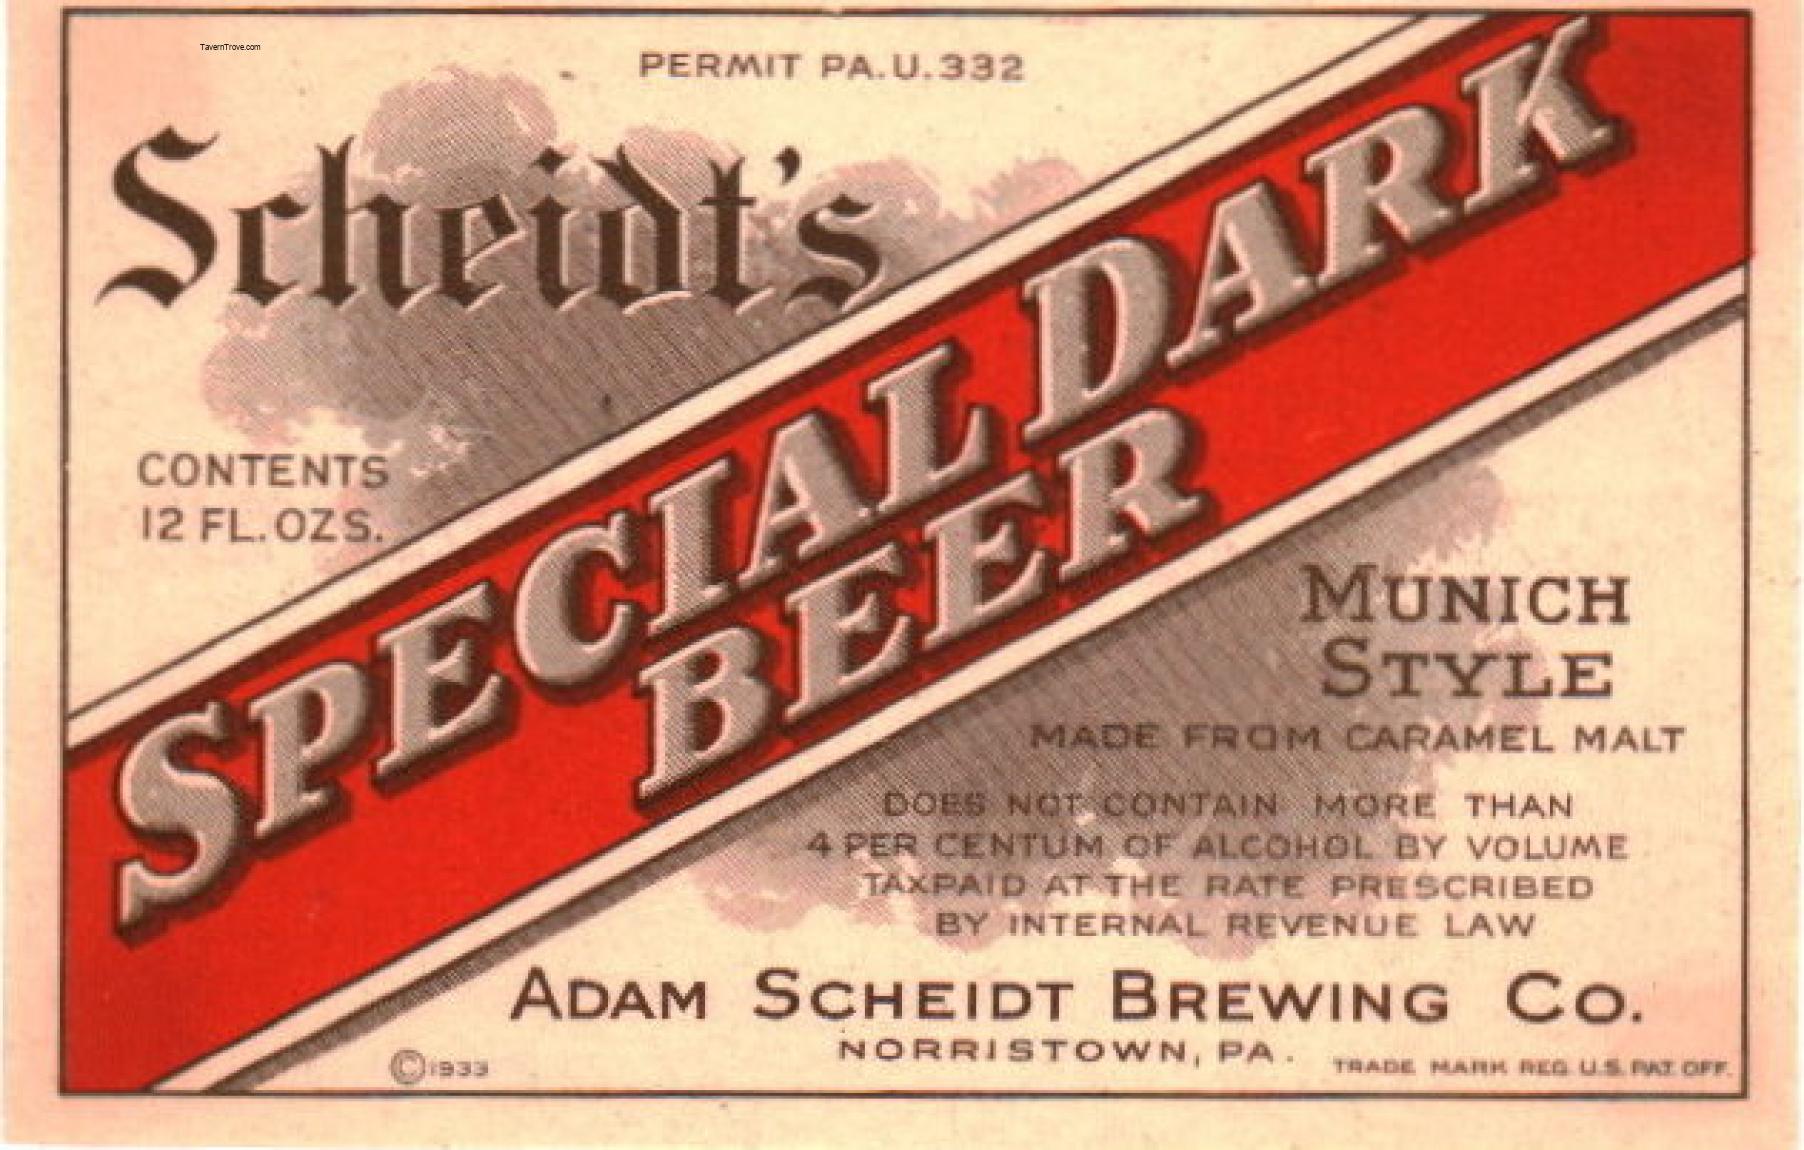 TavernTrove.com
PERMIT PA.U.332
Scheidt's
CONTENTS
12 FL. OZS.
SPECIAL DARK
BEER
MUNICH
STYLE
MADE FROM CARAMEL MALT
DOES NOT CONTAIN MORE THAN
4 PER CENTUM OF ALCOHOL BY VOLUME
TAXPAID AT THE RATE PRESCRIBED
BY INTERNAL REVENUE LAW
ADAM SCHEIDT BREWING CO.
NORRISTOWN, PA.
©1933
TRADE MARK REG. U.S. PAT. OFF.